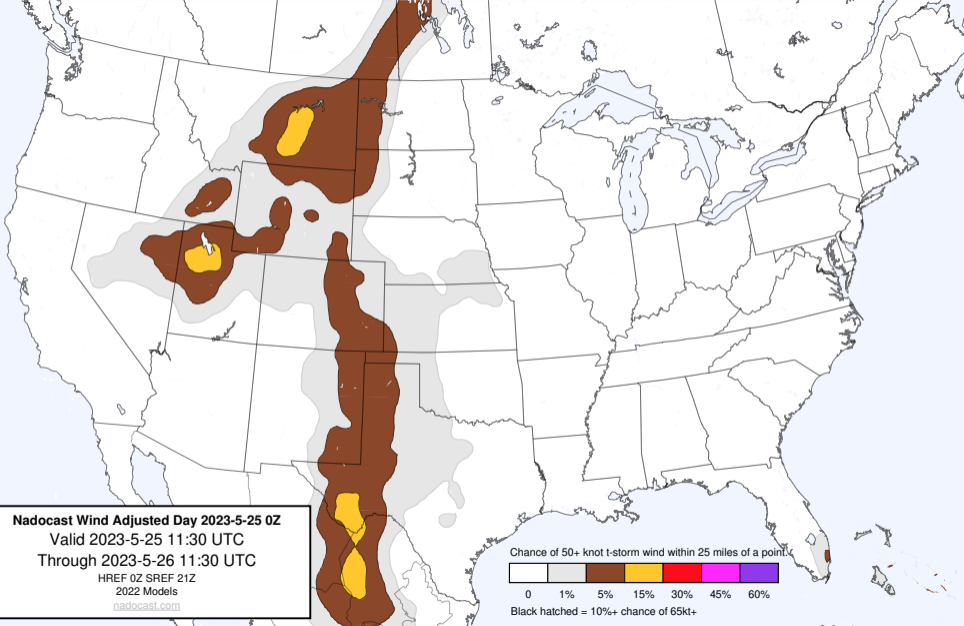 Nadocast Wind Adjusted Day 2023-5-25 0Z
Valid 2023-5-25 11:30 UTC
Through 2023-5-26 11:30 UTC
HREF 0Z SREF 21Z
2022 Models
nadocast.com
Chance of 50+ knot t-storm wind within 25 miles of a point.
0 1% 5% 15% 30% 45% 60%
Black hatched = 10%+ chance of 65kt+